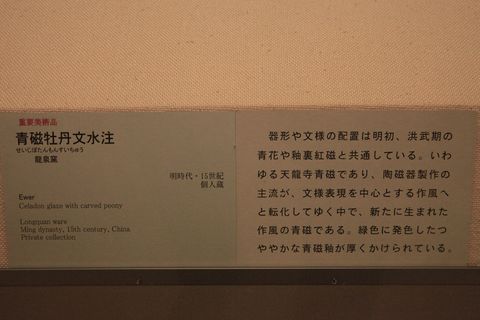 重要美術品
青磁牡丹文水注
せいじぼたんもんすいちゅう
龍泉窯
明時代・15世紀
個人蔵
Ewer
Celadon glaze with carved peony
Longquan ware
Ming dynasty, 15th century, China
Private collection
器形や文様の配置は明初、洪武期の
青花や釉裏紅磁と共通している。いわ
ゆる天龍寺青磁であり、陶磁器製作の
主流が、文様表現を中心とする作風へ
と転化してゆく中で、新たに生まれた
作風の青磁である。緑色に発色したつ
ややかな青磁釉が厚くかけられている。